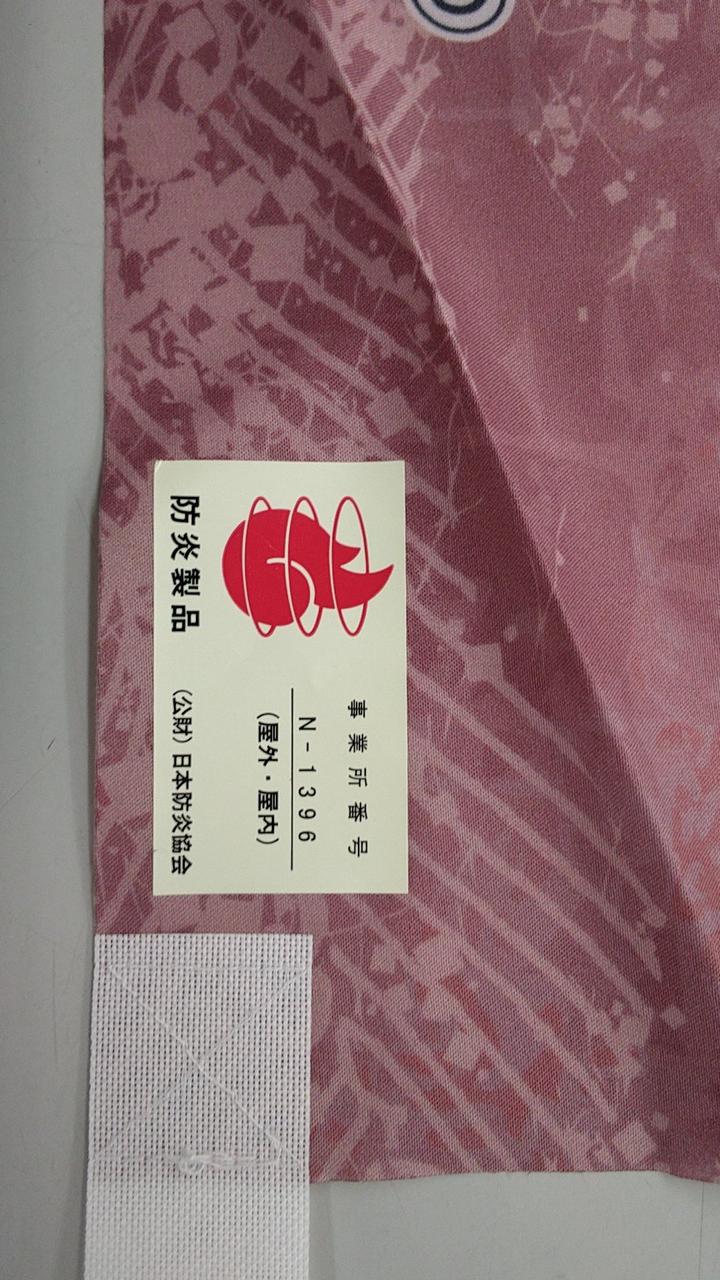 事業所番号
N-1396
(屋外・屋内)
防炎製品
(公財)日本防炎協会